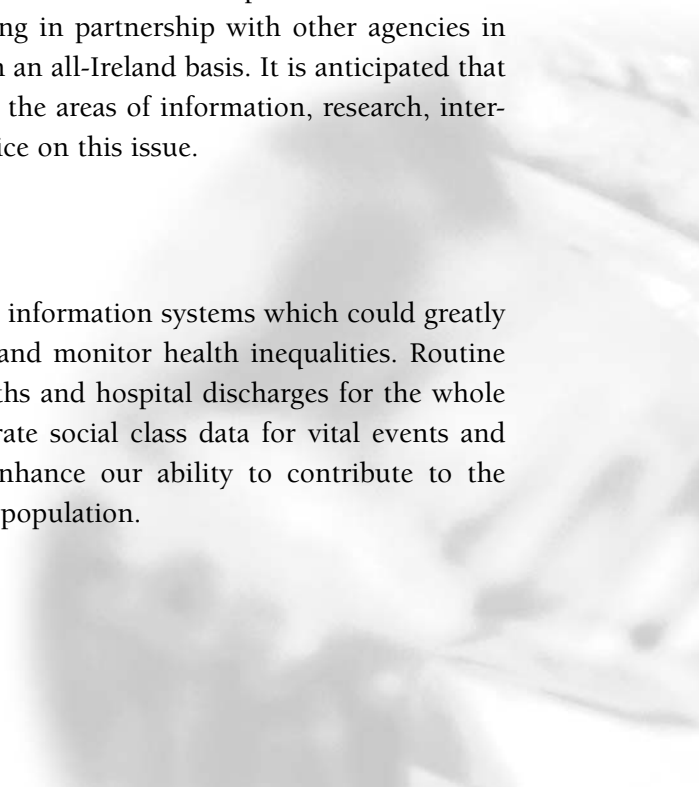 ng in partnership with other agencies in
an all-Ireland basis. It is anticipated that
the areas of information, research, inter-
ice on this issue.
information systems which could greatly
and monitor health inequalities. Routine
ths and hospital discharges for the whole
rate social class data for vital events and
nhance our ability to contribute to the
population.